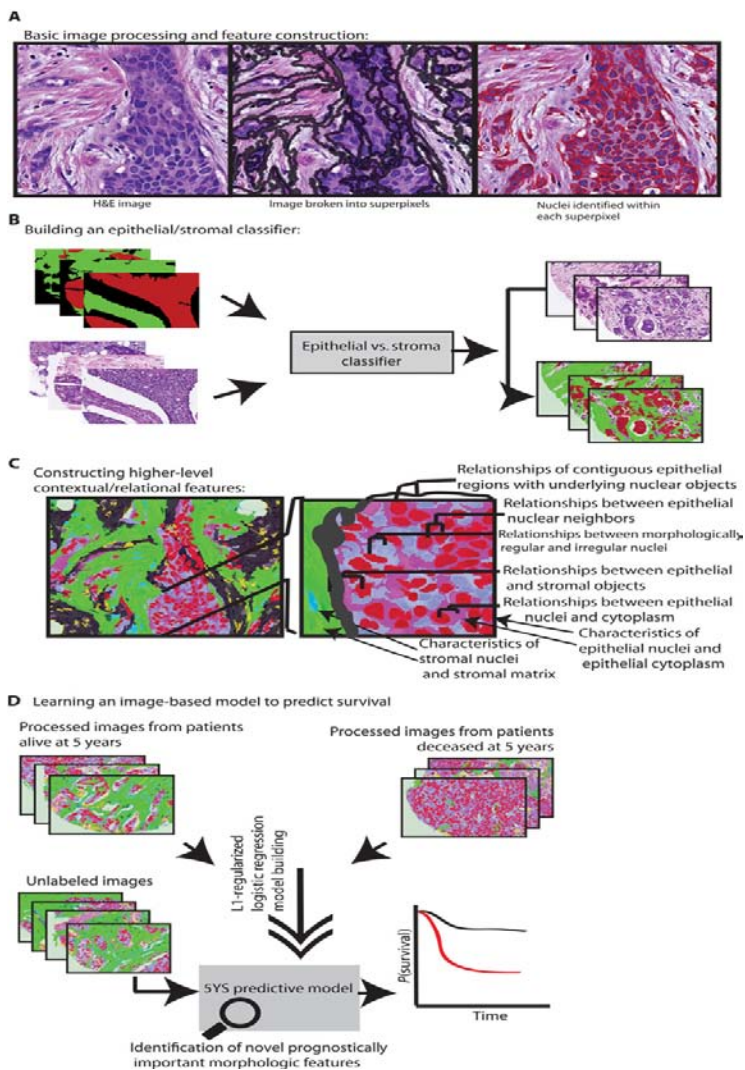 A
Basic image processing and feature construction:
H&E image
Image broken into superpixels
Nuclei identified within
each superpixel
B
Building an epithelial/stromal classifier:
Epithelial vs. stroma
classifier
C
Constructing higher-level
contextual/relational features:
Relationships of contiguous epithelial
regions with underlying nuclear objects
Relationships between epithelial
nuclear neighbors
Relationships between morphologically
regular and irregular nuclei
Relationships between epithelial
and stromal objects
Relationships between epithelial
nuclei and cytoplasm
Characteristics of
epithelial nuclei and
epithelial cytoplasm
Characteristics of
stromal nuclei
and stromal matrix
D Learning an image-based model to predict survival
Processed images from patients
alive at 5 years
Processed images from patients
deceased at 5 years
L1-regularized
logistic regression
model building
Unlabeled images
5YS predictive model
P(survival)
Time
Identification of novel prognostically
important morphologic features